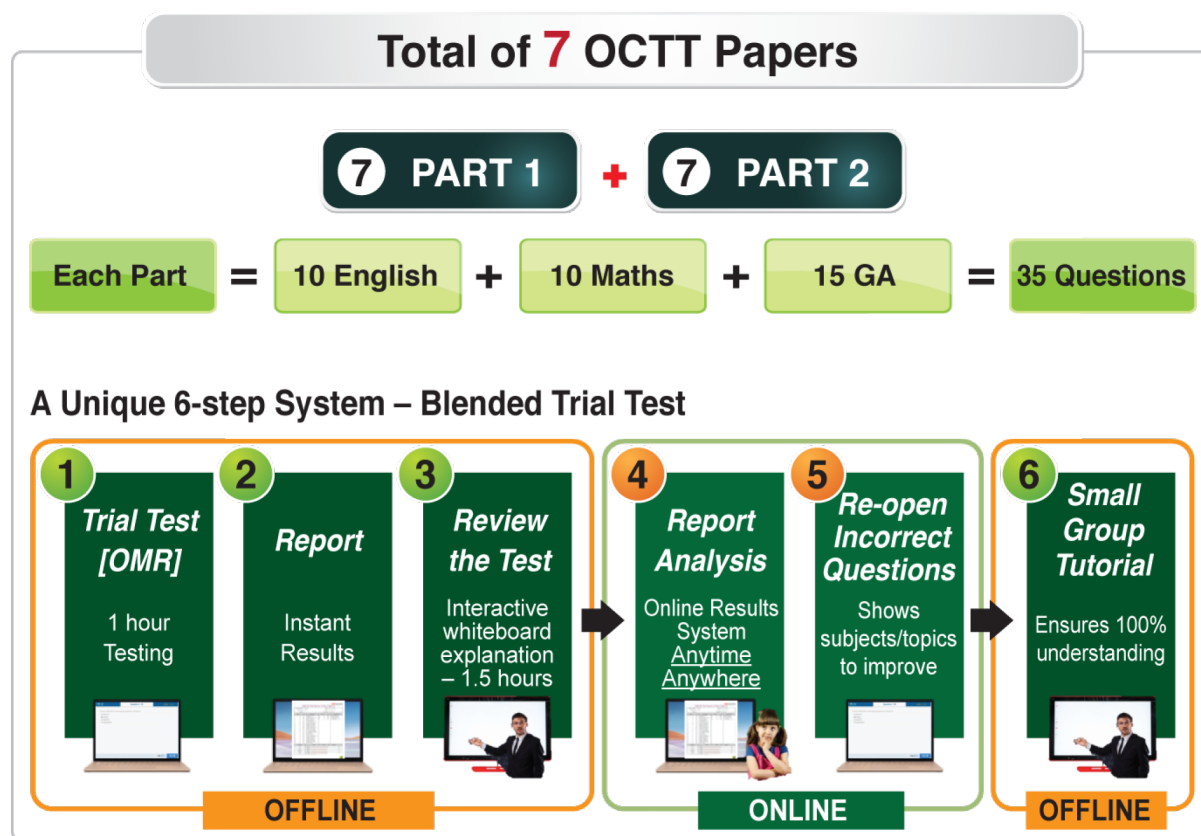 Total of 7 OCTT Papers
7 PART 1 + 7 PART 2
Each Part = 10 English + 10 Maths + 15 GA = 35 Questions
A Unique 6-step System – Blended Trial Test
1
Trial Test
[OMR]
1 hour
Testing
2
Report
Instant
Results
3
Review
the Test
Interactive
whiteboard
explanation
– 1.5 hours
OFFLINE
4
Report
Analysis
Online Results
System
Anytime
Anywhere
5
Re-open
Incorrect
Questions
Shows
subjects/topics
to improve
ONLINE
6
Small
Group
Tutorial
Ensures 100%
understanding
OFFLINE